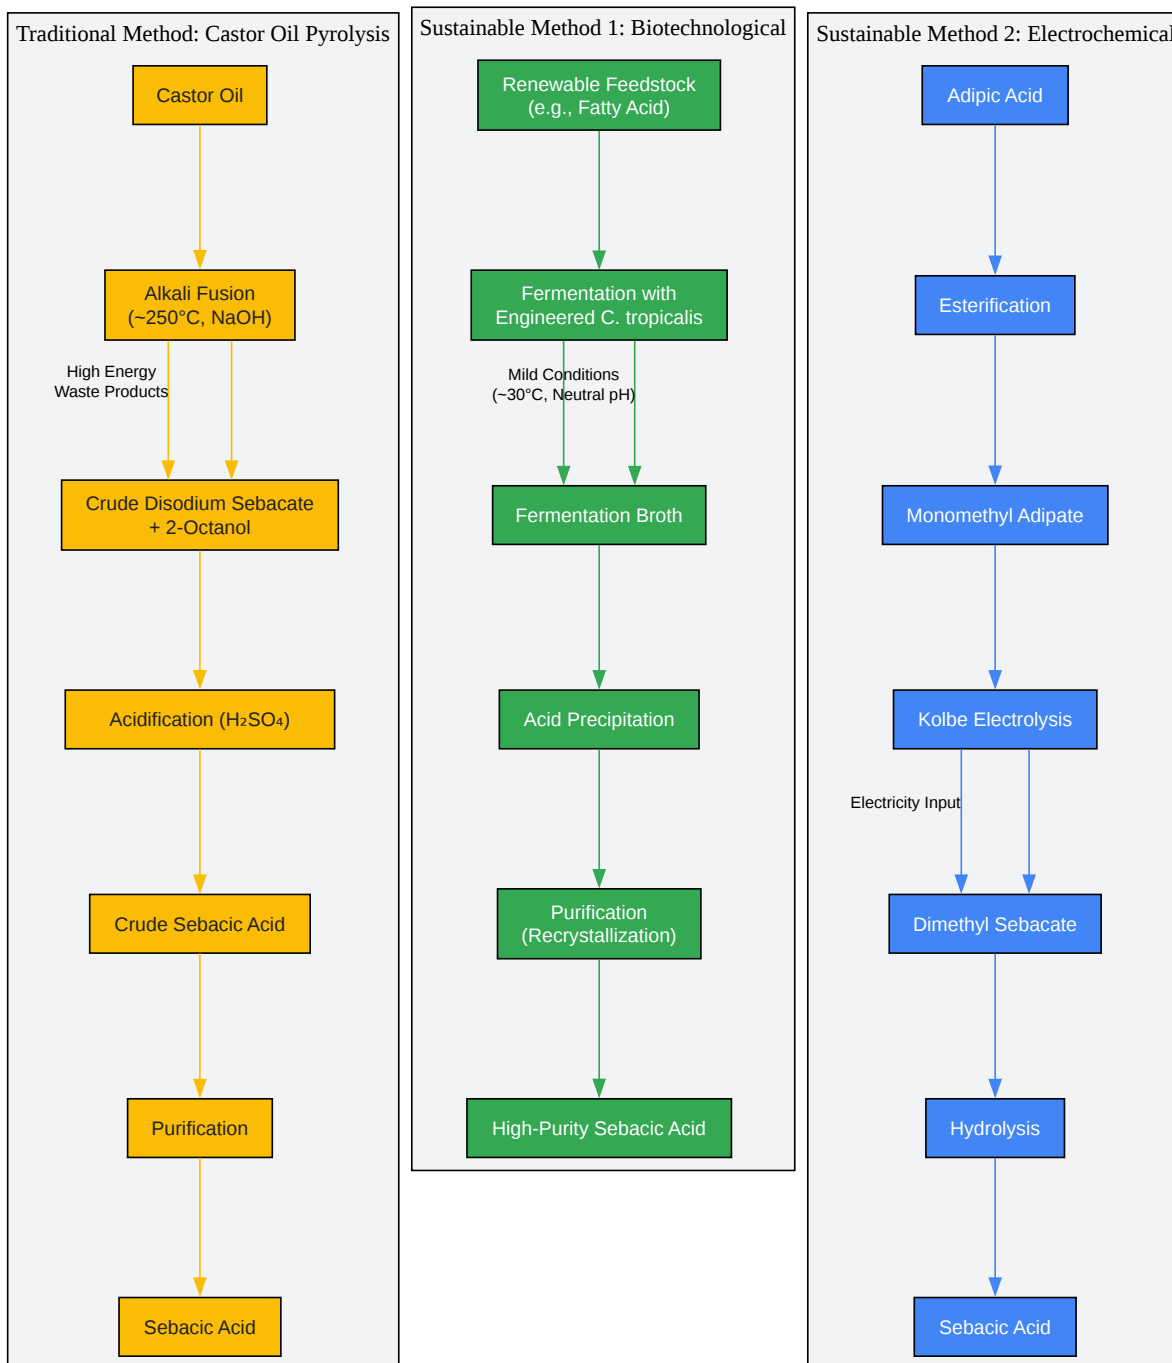 Traditional Method: Castor Oil Pyrolysis
Castor Oil
Alkali Fusion
(~250°C, NaOH)
High Energy
Waste Products
Crude Disodium Sebacate
+ 2-Octanol
Acidification (H₂SO₄)
Crude Sebacic Acid
Purification
Sebacic Acid
Sustainable Method 1: Biotechnological
Renewable Feedstock
(e.g., Fatty Acid)
Fermentation with
Engineered C. tropicalis
Mild Conditions
(~30°C, Neutral pH)
Fermentation Broth
Acid Precipitation
Purification
(Recrystallization)
High-Purity Sebacic Acid
Sustainable Method 2: Electrochemical
Adipic Acid
Esterification
Monomethyl Adipate
Kolbe Electrolysis
Electricity Input
Dimethyl Sebacate
Hydrolysis
Sebacic Acid